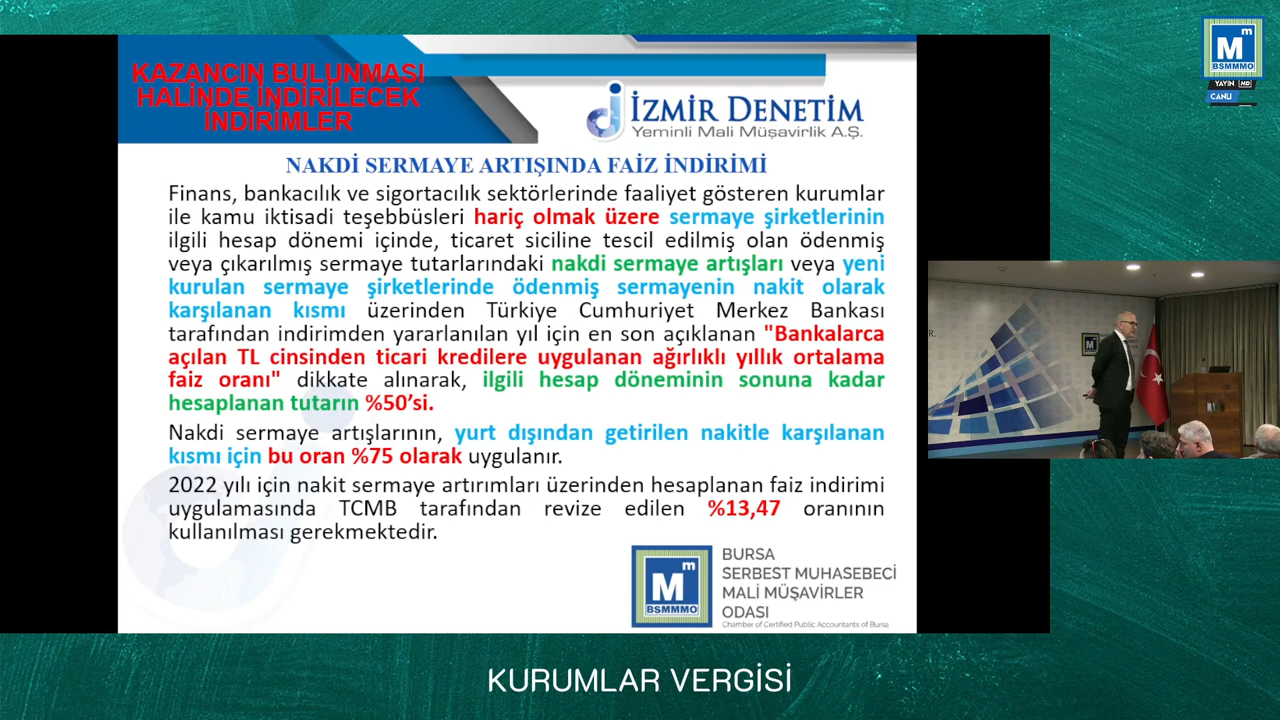 KAZANCIN BULUNMASI
HALİNDE İNDİRİLECEK
İNDİRİMLER
İZMİR DENETİM
Yeminli Mali Müşavirlik A.Ş.
NAKDİ SERMAYE ARTIŞINDA FAİZ İNDİRİMİ
Finans, bankacılık ve sigortacılık sektörlerinde faaliyet gösteren kurumlar
ile kamu iktisadi teşebbüsleri hariç olmak üzere sermaye şirketlerinin
ilgili hesap dönemi içinde, ticaret siciline tescil edilmiş olan ödenmiş
veya çıkarılmış sermaye tutarlarındaki nakdi sermaye artışları veya yeni
kurulan sermaye şirketlerinde ödenmiş sermayenin nakit olarak
karşılanan kısmı üzerinden Türkiye Cumhuriyet Merkez Bankası
tarafından indirimden yararlanılan yıl için en son açıklanan "Bankalarca
açılan TL cinsinden ticari kredilere uygulanan ağırlıklı yıllık ortalama
faiz oranı" dikkate alınarak, ilgili hesap döneminin sonuna kadar
hesaplanan tutarın %50’si.
Nakdi sermaye artışlarının, yurt dışından getirilen nakitle karşılanan
kısmı için bu oran %75 olarak uygulanır.
2022 yılı için nakit sermaye artırımları üzerinden hesaplanan faiz indirimi
uygulamasında TCMB tarafından revize edilen %13,47 oranının
kullanılması gerekmektedir.
Mm
BSMMMO
BURSA
SERBEST MUHASEBECİ
MALİ MÜŞAVİRLER
ODASI
Chamber of Certified Public Accountants of Bursa
Mm
BSMMMO
YAYIN HD
CANLI
KURUMLAR VERGİSİ